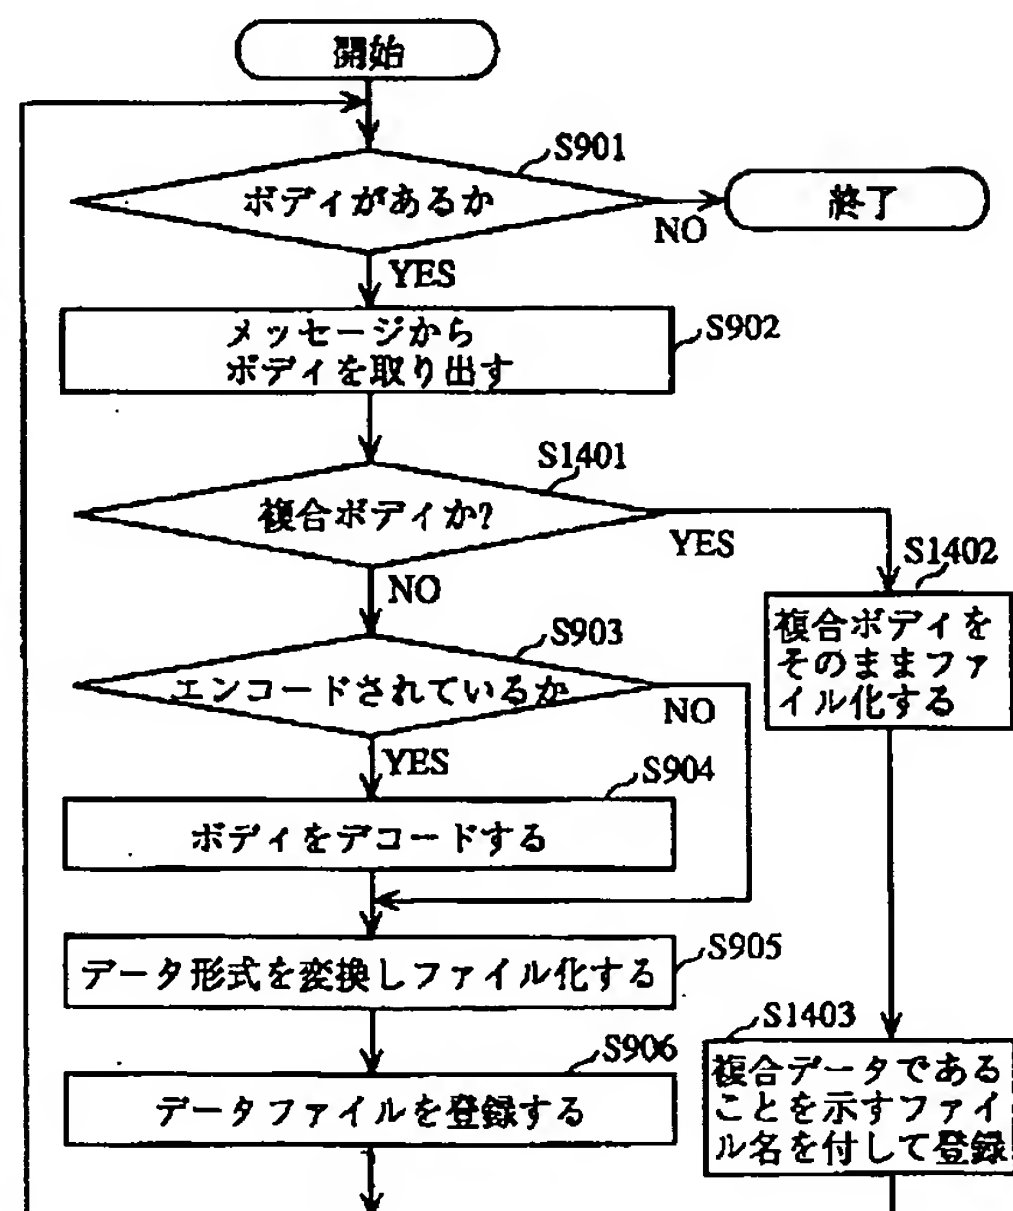 開始
S901
ボディがあるか
終了
NO
YES
メッセージから
ボディを取り出す
S902
S1401
複合ボディか?
YES
NO
S1402
複合ボディを
そのままファ
イル化する
S903
エンコードされているか
NO
YES
S904
ボディをデコードする
S905
データ形式を変換しファイル化する
S906
データファイルを登録する
S1403
複合データである
ことを示すファイ
ル名を付して登録